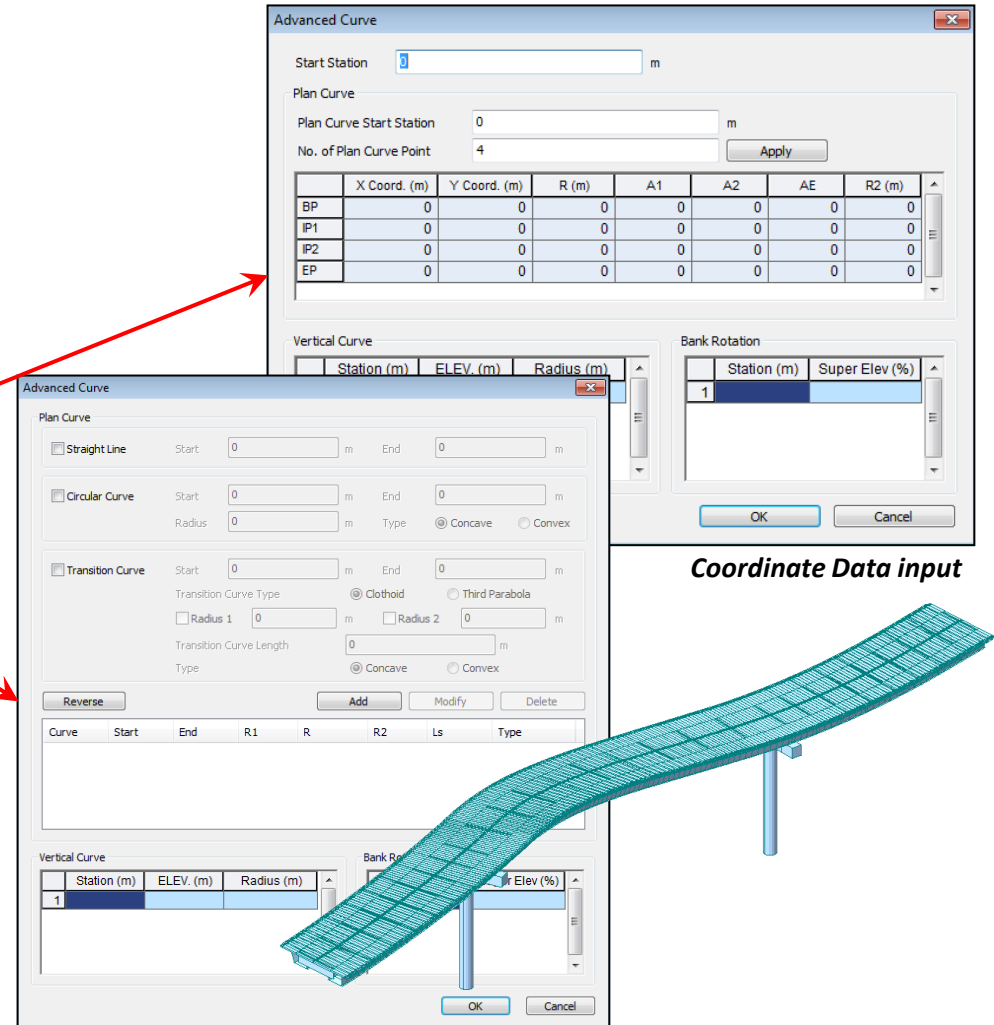 Advanced Curve
Start Station 0 m
Plan Curve
Plan Curve Start Station 0 m
No. of Plan Curve Point 4 Apply
X Coord. (m) Y Coord. (m) R (m) A1 A2 AE R2 (m)
BP 0 0 0 0 0 0 0
IP1 0 0 0 0 0 0 0
IP2 0 0 0 0 0 0 0
EP 0 0 0 0 0 0 0
Vertical Curve Bank Rotation
Station (m) ELEV. (m) Radius (m) Station (m) Super Elev (%)
1
OK Cancel
Coordinate Data input
Advanced Curve
Plan Curve
Straight Line Start 0 m End 0 m
Circular Curve Start 0 m End 0 m
Radius 0 m Type Concave Convex
Transition Curve Start 0 m End 0 m
Transition Curve Type Clothoid Third Parabola
Radius 1 0 m Radius 2 0 m
Transition Curve Length 0 m
Type Concave Convex
Reverse Add Modify Delete
Curve Start End R1 R R2 Ls Type
Vertical Curve Bank
Station (m) ELEV. (m) Radius (m) Elev (%)
1
OK Cancel